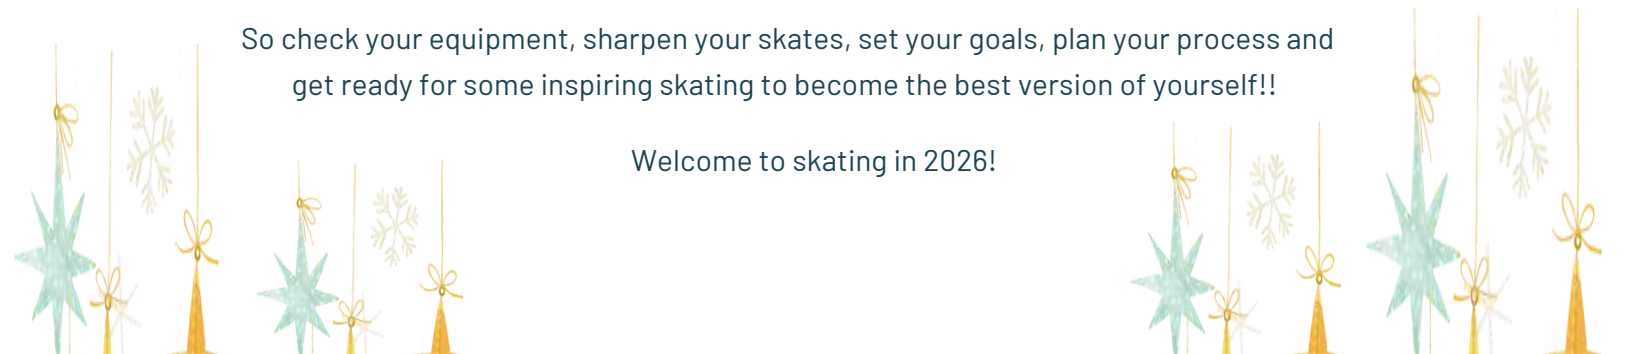 So check your equipment, sharpen your skates, set your goals, plan your process and
get ready for some inspiring skating to become the best version of yourself!!
Welcome to skating in 2026!